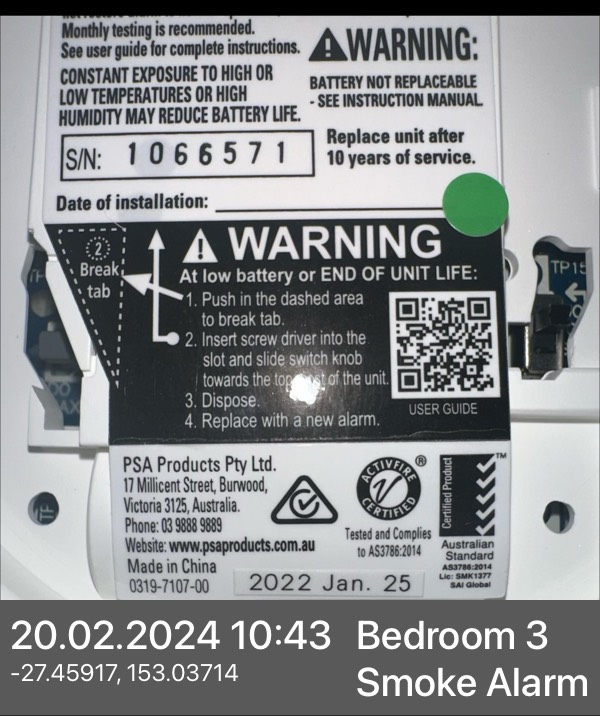 Monthly testing is recommended.
See user guide for complete instructions.
CONSTANT EXPOSURE TO HIGH OR
LOW TEMPERATURES OR HIGH
HUMIDITY MAY REDUCE BATTERY LIFE.
WARNING:
BATTERY NOT REPLACEABLE
- SEE INSTRUCTION MANUAL.
S/N: 1066571
Replace unit after
10 years of service.
Date of installation:
2
Break
tab
WARNING
At low battery or END OF UNIT LIFE:
1. Push in the dashed area
to break tab.
2. Insert screw driver into the
slot and slide switch knob
towards the top most of the unit.
3. Dispose.
4. Replace with a new alarm.
USER GUIDE
TP15
PSA Products Pty Ltd.
17 Millicent Street, Burwood,
Victoria 3125, Australia.
Phone: 03 9888 9889
Website: www.psaproducts.com.au
Made in China
0319-7107-00
2022 Jan. 25
ACTIVFIRE ®
CERTIFIED
Tested and Complies
to AS3786:2014
Certified Product
TM
Australian
Standard
AS3786:2014
Lic: SMK1377
SAI Global
20.02.2024 10:43
-27.45917, 153.03714
Bedroom 3
Smoke Alarm